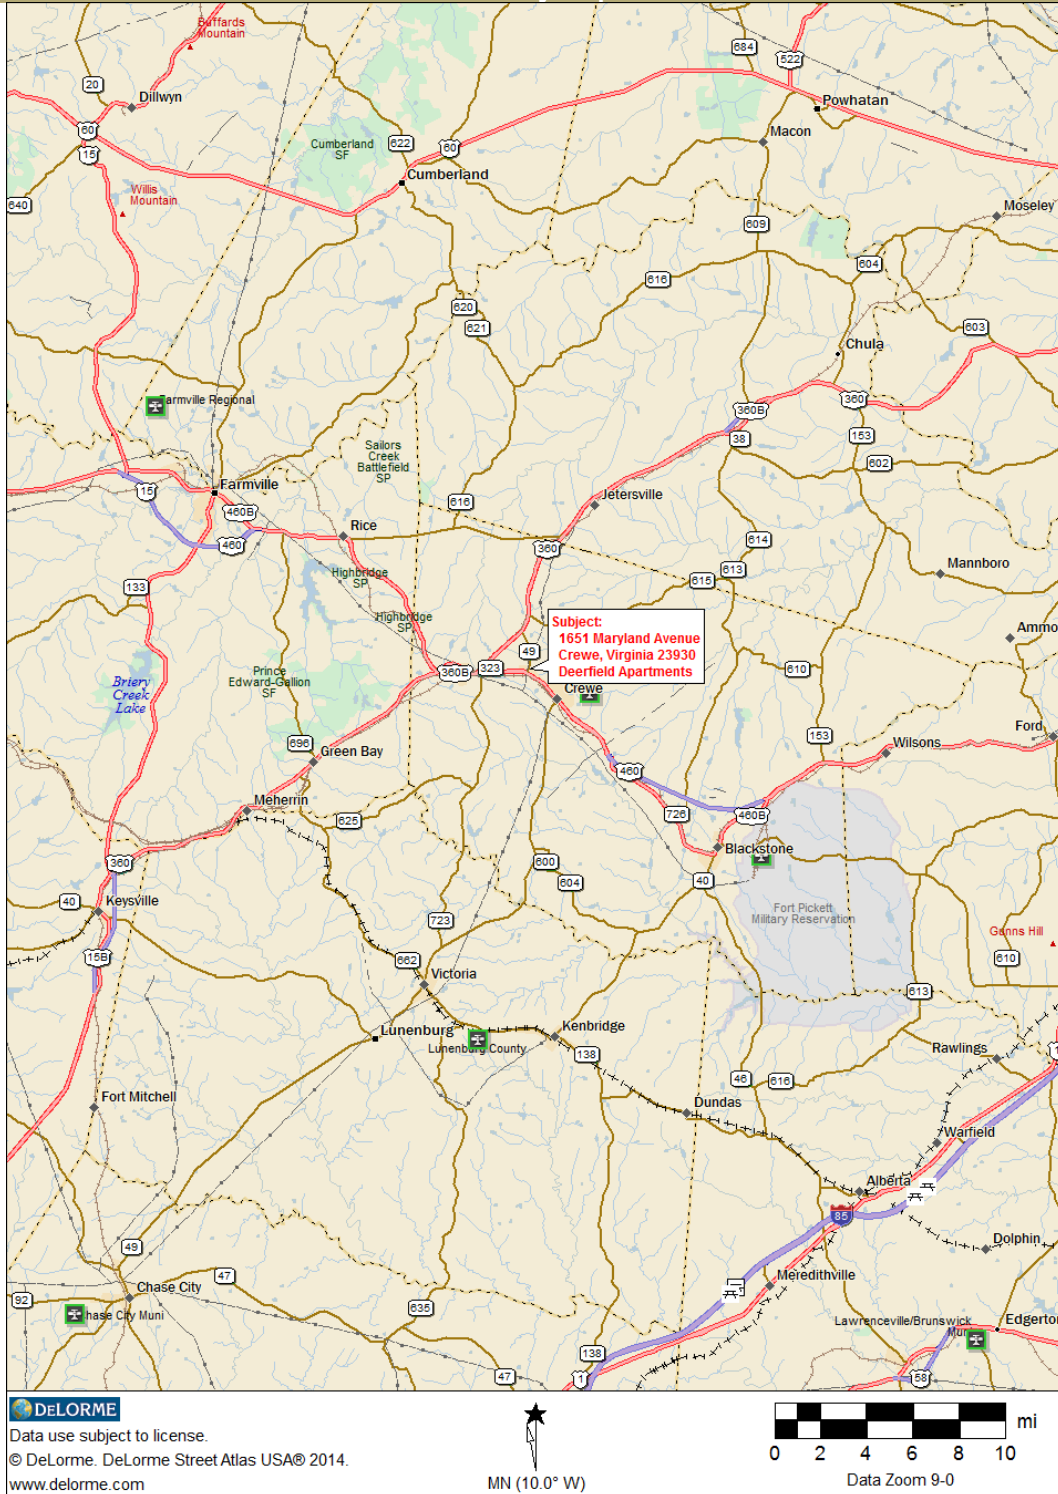 Buffards
Mountain
684
522
20
Dillwyn
Powhatan
60
Macon
15
Cumberland
SF
622
60
Cumberland
Willis
Mountain
640
Moseley
609
604
616
620
621
603
Chula
Farmville Regional
360B
360
38
153
Sailors
Creek
Battlefield
SP
602
Farmville
15
460B
616
Jetersville
Rice
460
360
614
Highbridge
SP
133
615
613
Mannboro
Highbridge
SP
Subject:
1651 Maryland Avenue
Crewe, Virginia 23930
Deerfield Apartments
Ammo
49
360B
323
610
Prince
Edward-Gallion
SF
Briery
Creek
Lake
Crewe
696
Green Bay
153
Wilsons
Ford
460
Meherrin
625
726
460B
Blackstone
360
600
604
40
40
Keysville
Fort Pickett
Military Reservation
723
Gunns Hill
15B
662
Victoria
610
613
Lunenburg
Kenbridge
Lunenburg County
138
Rawlings
46
616
Fort Mitchell
Dundas
Warfield
Alberta
85
49
Dolphin
47
Chase City
Meredithville
92
Chase City Muni
635
Lawrenceville/Brunswick
Muni
Edgerton
138
47
1
58
DELORME
Data use subject to license.
© DeLorme. DeLorme Street Atlas USA® 2014.
www.delorme.com
MN (10.0° W)
mi
0 2 4 6 8 10
Data Zoom 9-0